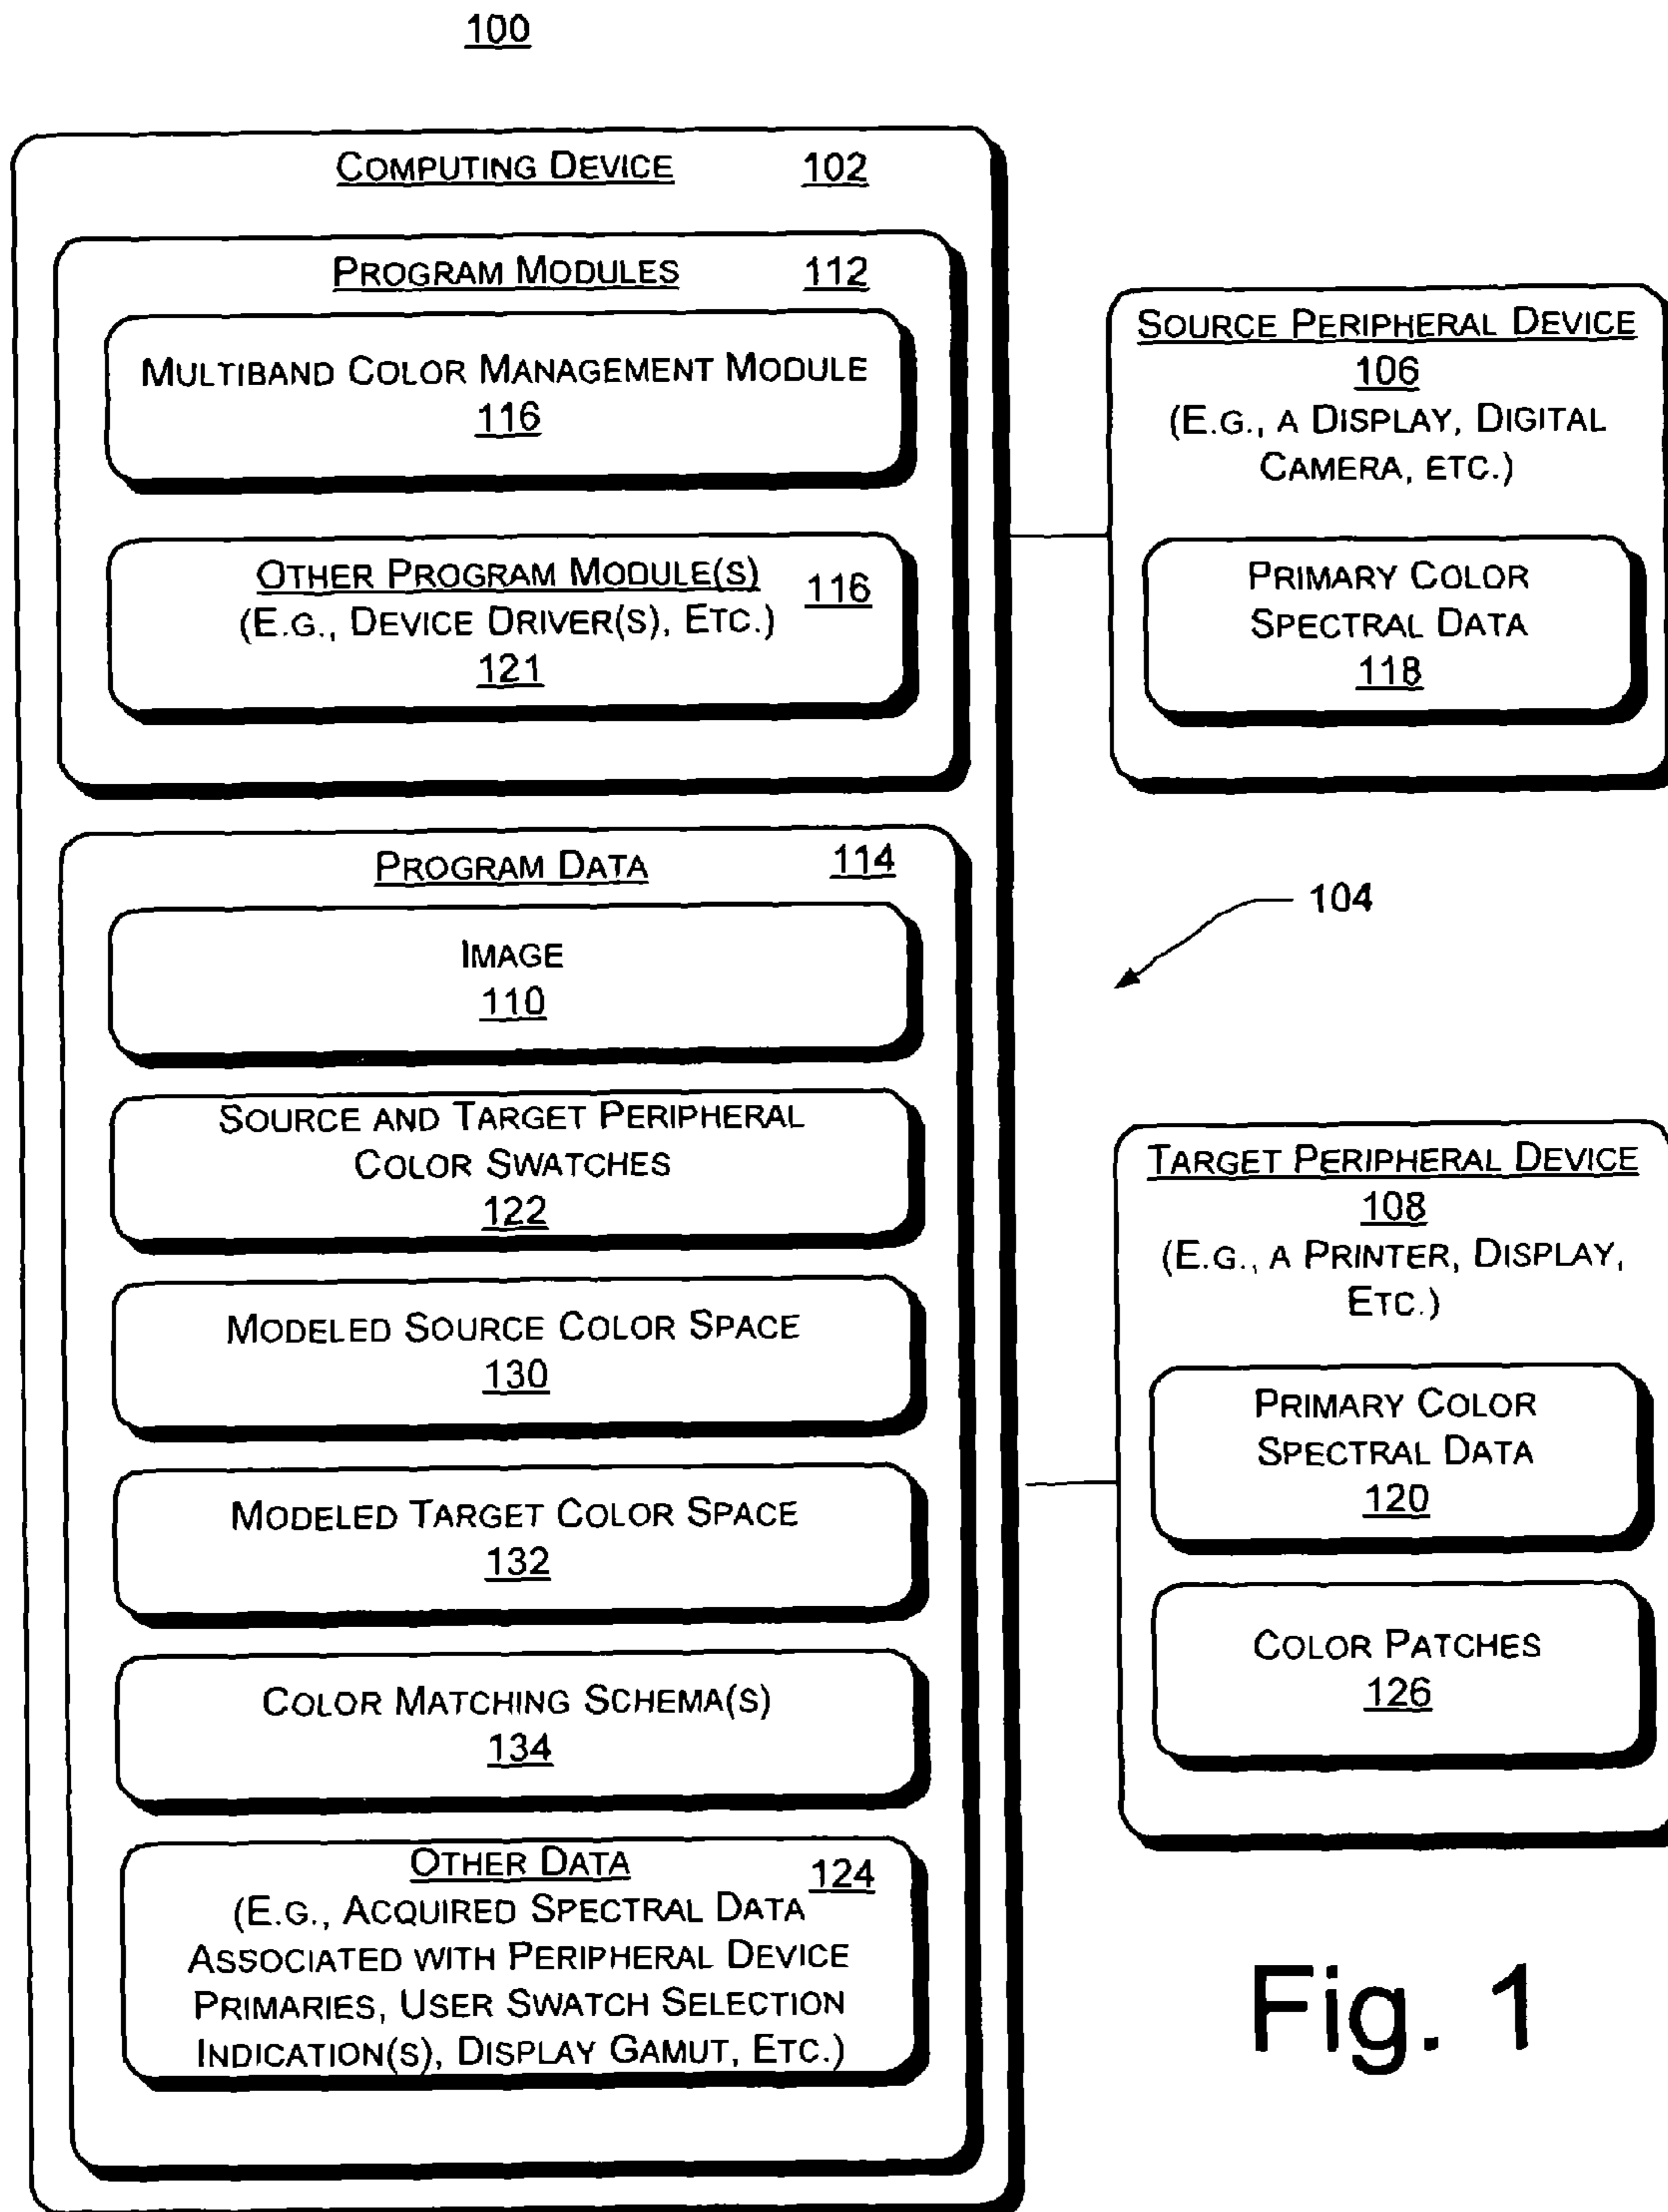 100
COMPUTING DEVICE 102
PROGRAM MODULES 112
MULTIBAND COLOR MANAGEMENT MODULE
116
OTHER PROGRAM MODULE(S) 116
(E.G., DEVICE DRIVER(S), ETC.)
121
PROGRAM DATA 114
IMAGE
110
SOURCE AND TARGET PERIPHERAL
COLOR SWATCHES
122
MODELED SOURCE COLOR SPACE
130
MODELED TARGET COLOR SPACE
132
COLOR MATCHING SCHEMA(S)
134
OTHER DATA 124
(E.G., ACQUIRED SPECTRAL DATA
ASSOCIATED WITH PERIPHERAL DEVICE
PRIMARIES, USER SWATCH SELECTION
INDICATION(S), DISPLAY GAMUT, ETC.)
SOURCE PERIPHERAL DEVICE
106
(E.G., A DISPLAY, DIGITAL
CAMERA, ETC.)
PRIMARY COLOR
SPECTRAL DATA
118
104
TARGET PERIPHERAL DEVICE
108
(E.G., A PRINTER, DISPLAY,
ETC.)
PRIMARY COLOR
SPECTRAL DATA
120
COLOR PATCHES
126
Fig. 1